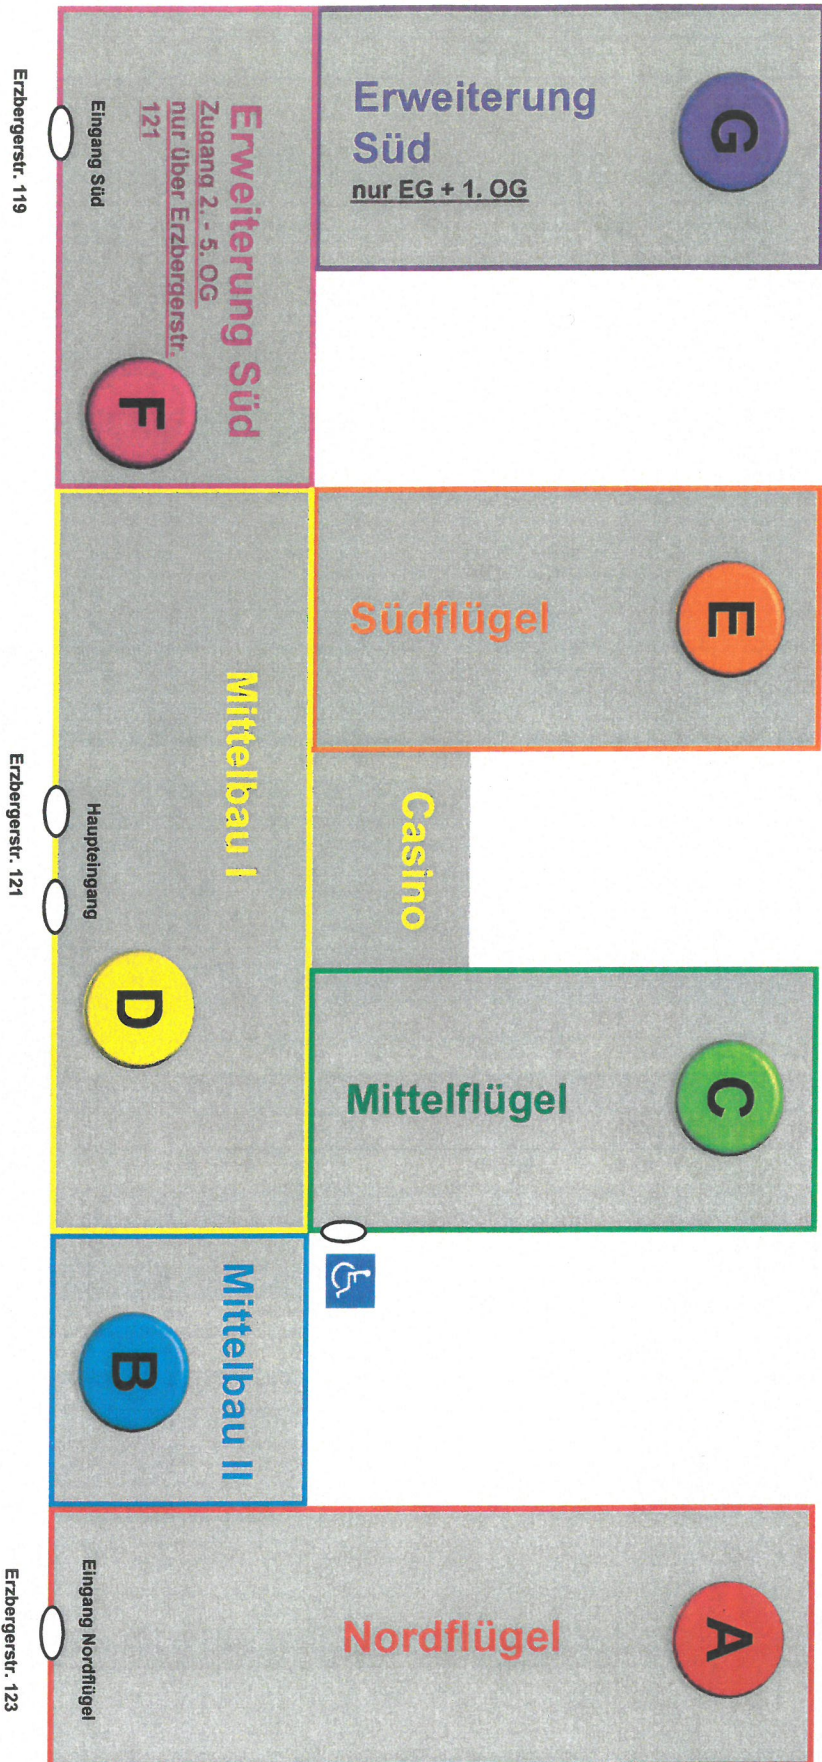 Erweiterung
Süd
nur EG + 1. OG
G
Erweiterung Süd
Zugang 2. - 5. OG
nur über Erzbergerstr.
121
F
Eingang Süd
Erzbergerstr. 119
Südflügel
E
Mittelbau I
Casino
Haupteingang
Erzbergerstr. 121
D
Mittelflügel
C
Mittelbau II
B
Nordflügel
A
Eingang Nordflügel
Erzbergerstr. 123